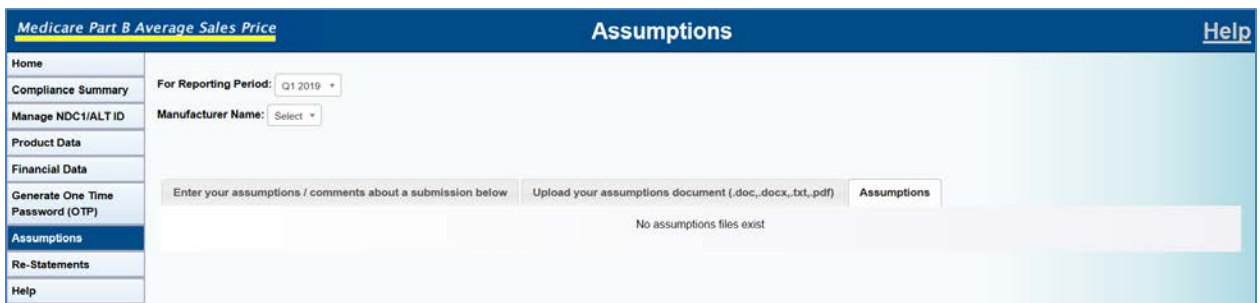 Medicare Part B Average Sales Price
Assumptions
Help
Home
Compliance Summary
Manage NDC1/ALT ID
Product Data
Financial Data
Generate One Time
Password (OTP)
Assumptions
Re-Statements
Help
For Reporting Period: Q1 2019
Manufacturer Name: Select
Enter your assumptions / comments about a submission below
Upload your assumptions document (.doc,.docx,.txt,.pdf)
Assumptions
No assumptions files exist